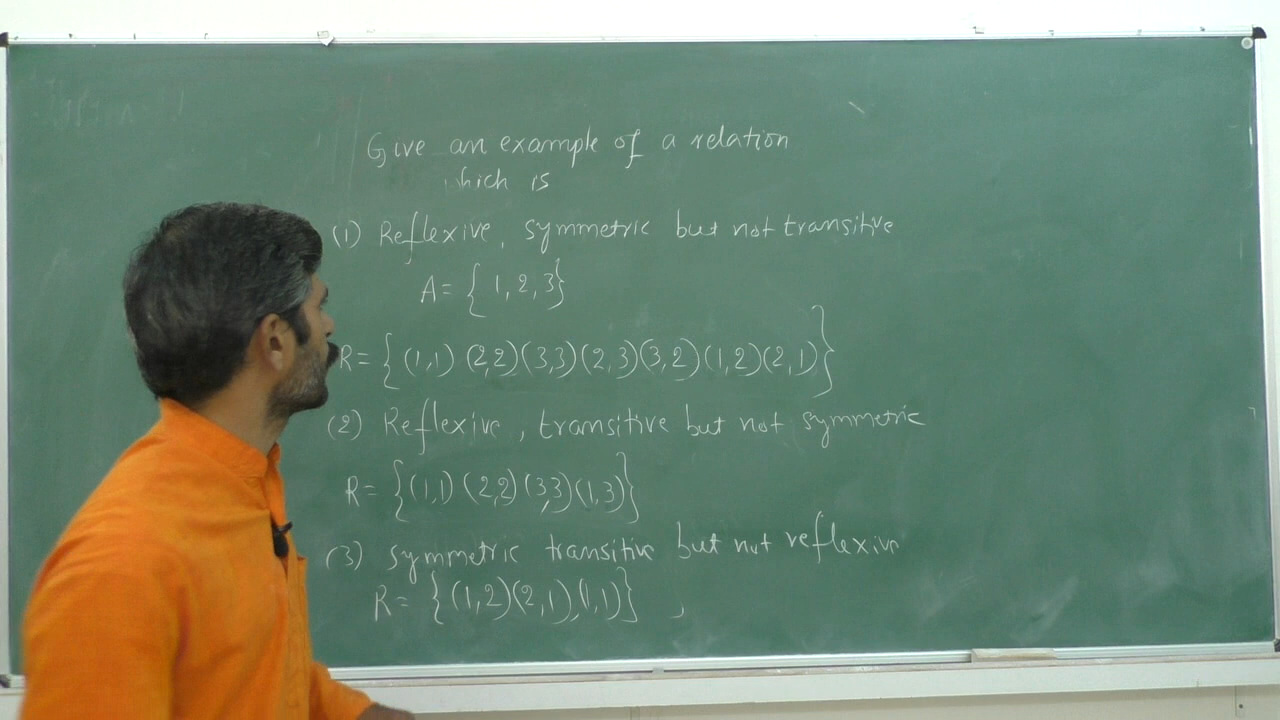 Give an example of a relation
which is
(1) Reflexive, symmetric but not transitive
A = { 1, 2, 3}
R = { (1,1) (2,2) (3,3) (2,3) (3,2) (1,2) (2,1) }
(2) Reflexive, transitive but not symmetric
R = { (1,1) (2,2) (3,3) (1,3) }
(3) symmetric transitive but not reflexive
R = { (1,2) (2,1), (1,1) }